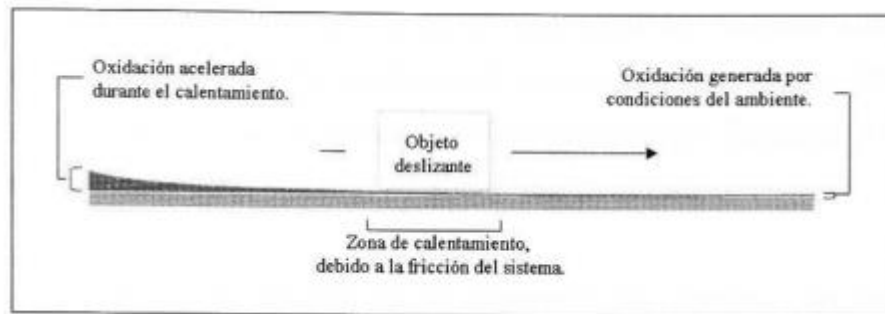 Oxidación acelerada
durante el calentamiento.
Oxidación generada por
condiciones del ambiente.
Objeto
deslizante
Zona de calentamiento,
debido a la fricción del sistema.